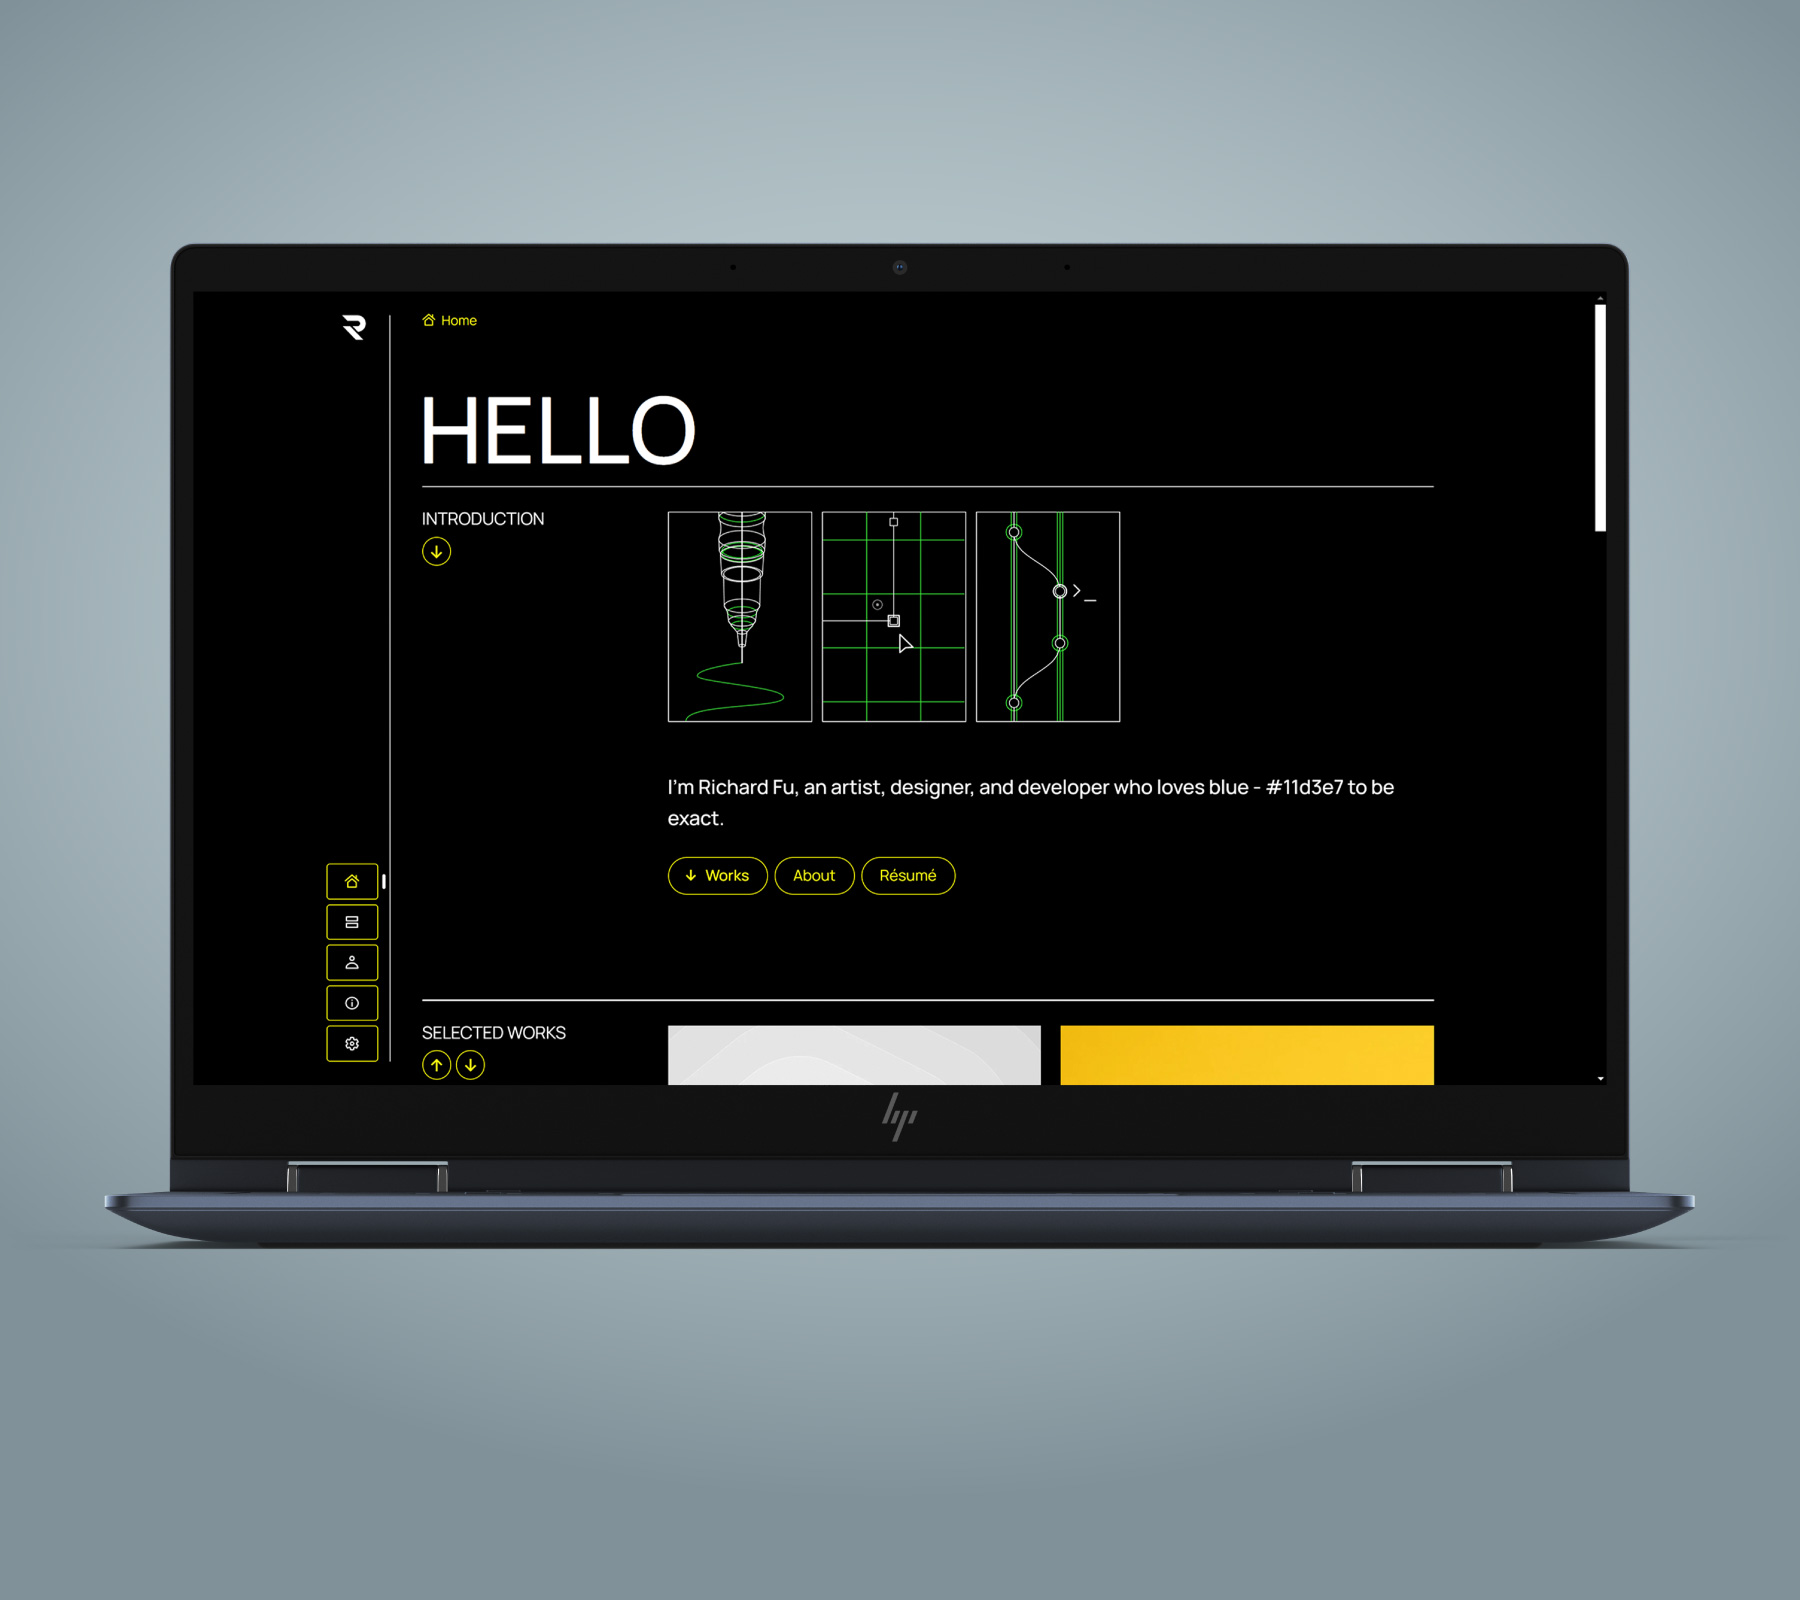 Home
HELLO
INTRODUCTION
I'm Richard Fu, an artist, designer, and developer who loves blue - #11d3e7 to be
exact.
Works
About
Résumé
SELECTED WORKS
hp